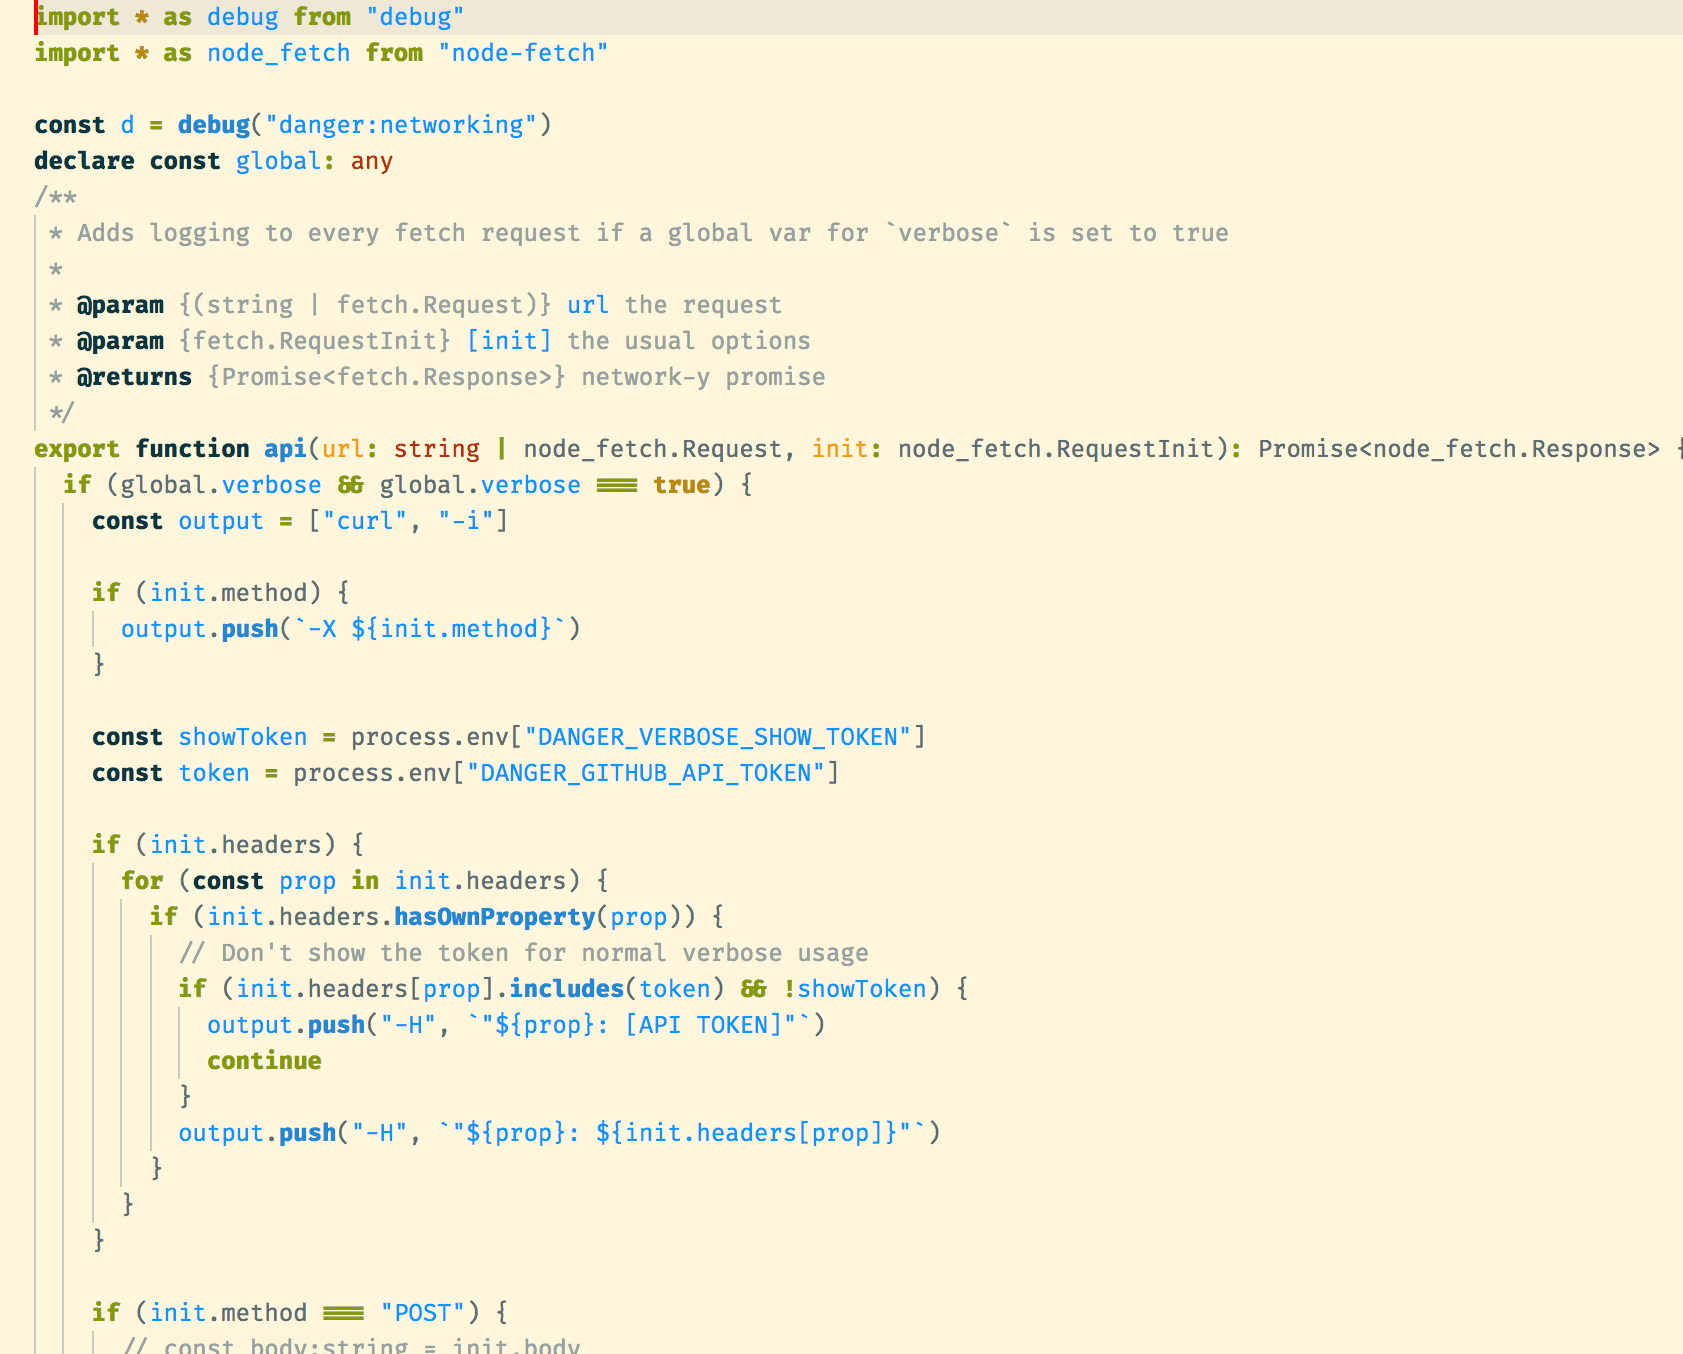 import * as debug from "debug"
import * as node_fetch from "node-fetch"

const d = debug("danger:networking")
declare const global: any
/**
 * Adds logging to every fetch request if a global var for `verbose` is set to true
 *
 * @param {(string | fetch.Request)} url the request
 * @param {fetch.RequestInit} [init] the usual options
 * @returns {Promise<fetch.Response>} network-y promise
 */
export function api(url: string | node_fetch.Request, init: node_fetch.RequestInit): Promise<node_fetch.Response> {
  if (global.verbose && global.verbose === true) {
    const output = ["curl", "-i"]

    if (init.method) {
      output.push(`-X ${init.method}`)
    }

    const showToken = process.env["DANGER_VERBOSE_SHOW_TOKEN"]
    const token = process.env["DANGER_GITHUB_API_TOKEN"]

    if (init.headers) {
      for (const prop in init.headers) {
        if (init.headers.hasOwnProperty(prop)) {
          // Don't show the token for normal verbose usage
          if (init.headers[prop].includes(token) && !showToken) {
            output.push("-H", `"${prop}: [API TOKEN]"`)
            continue
          }
          output.push("-H", `"${prop}: ${init.headers[prop]}"`)
        }
      }
    }

    if (init.method === "POST") {
      // const body:string = init.body